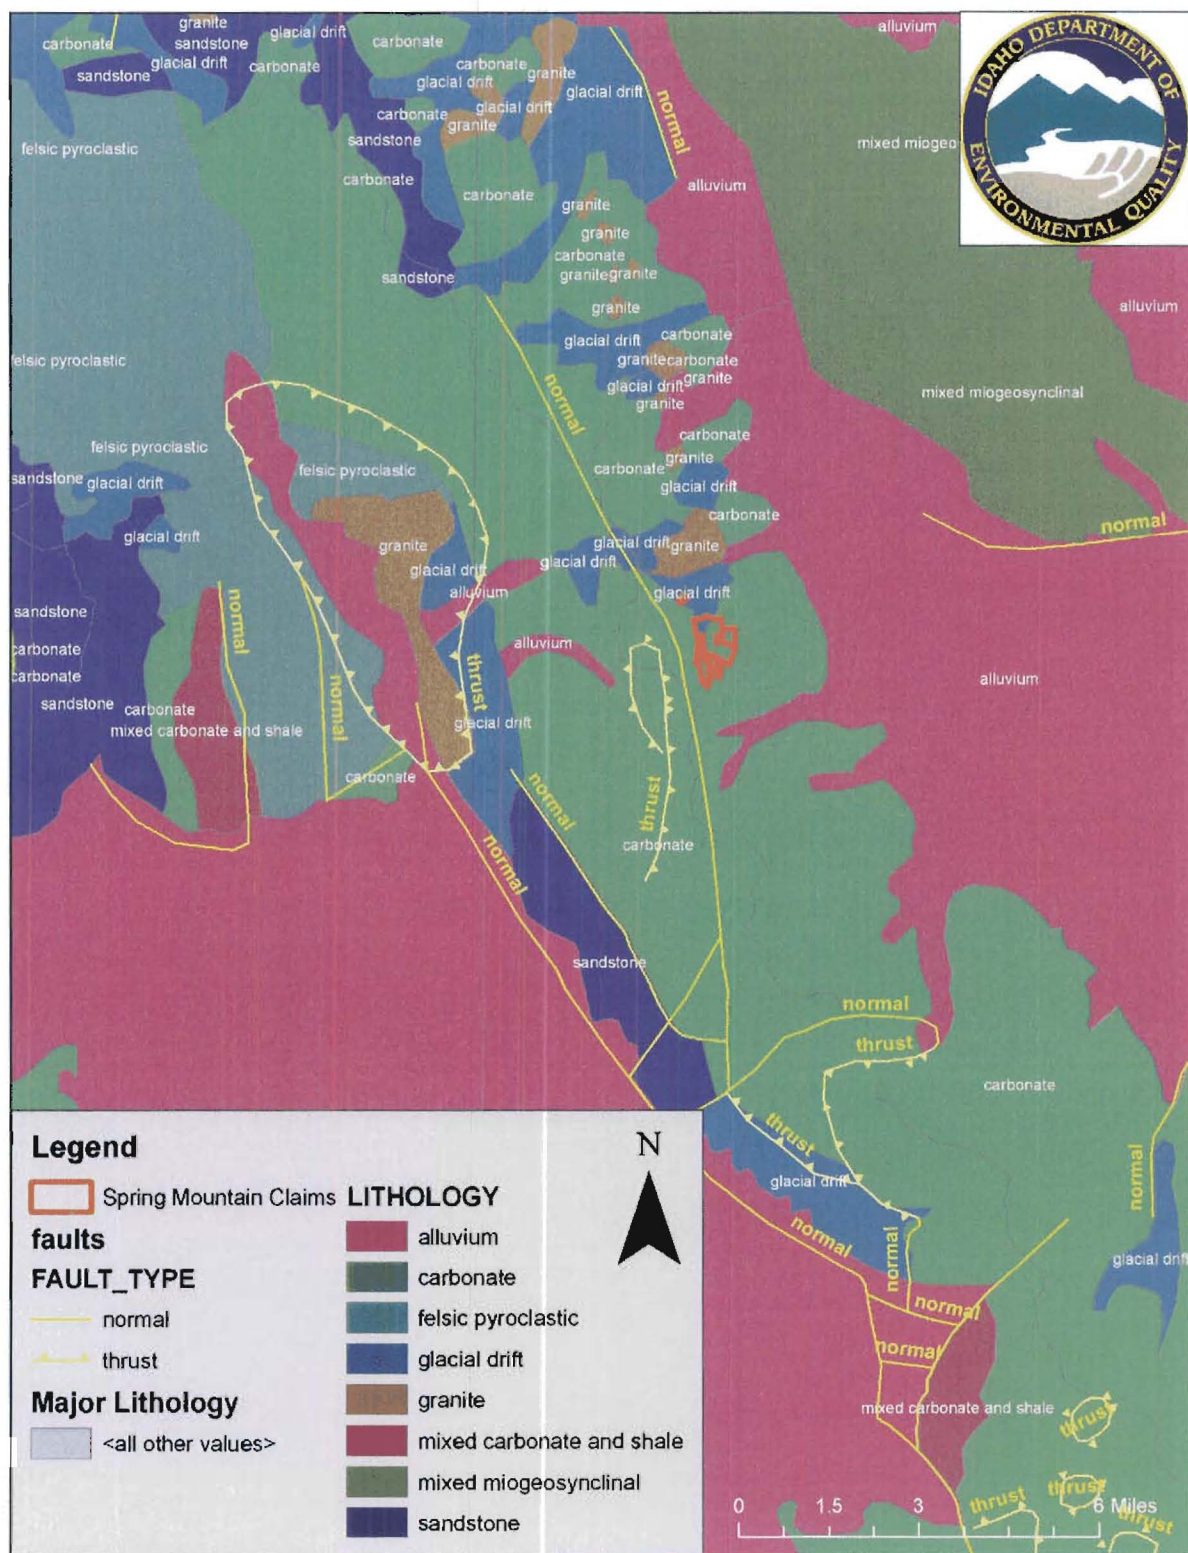 granite
carbonate
sandstone
glacial drift
glacial drift
carbonate
sandstone
carbonate
carbonate
glacial drift
granite
glacial drift
glacial drift
carbonate
granite
alluvium
IDAHO DEPARTMENT OF
ENVIRONMENTAL QUALITY
felsic pyroclastic
sandstone
carbonate
carbonate
normal
alluvium
mixed miogeo
granite
granite
carbonate
granite
granite
granite
sandstone
alluvium
felsic pyroclastic
glacial drift
carbonate
granite
carbonate
granite
glacial drift
granite
normal
mixed miogeosynclinal
carbonate
felsic pyroclastic
felsic pyroclastic
carbonate
granite
glacial drift
sandstone
glacial drift
carbonate
normal
glacial drift
granite
glacial drift
glacial drift
granite
glacial drift
glacial drift
alluvium
sandstone
normal
alluvium
thrust
carbonate
carbonate
alluvium
sandstone
carbonate
mixed carbonate and shale
normal
glacial drift
carbonate
normal
thrust
carbonate
normal
sandstone
normal
thrust
carbonate
thrust
glacial drift
normal
normal
normal
glacial drift
normal
normal
mixed carbonate and shale
thrust
thrust
thrust
thrust
Legend
Spring Mountain Claims
faults
FAULT_TYPE
normal
thrust
Major Lithology
<all other values>
LITHOLOGY
alluvium
carbonate
felsic pyroclastic
glacial drift
granite
mixed carbonate and shale
mixed miogeosynclinal
sandstone
N
0 1.5 3 6 Miles